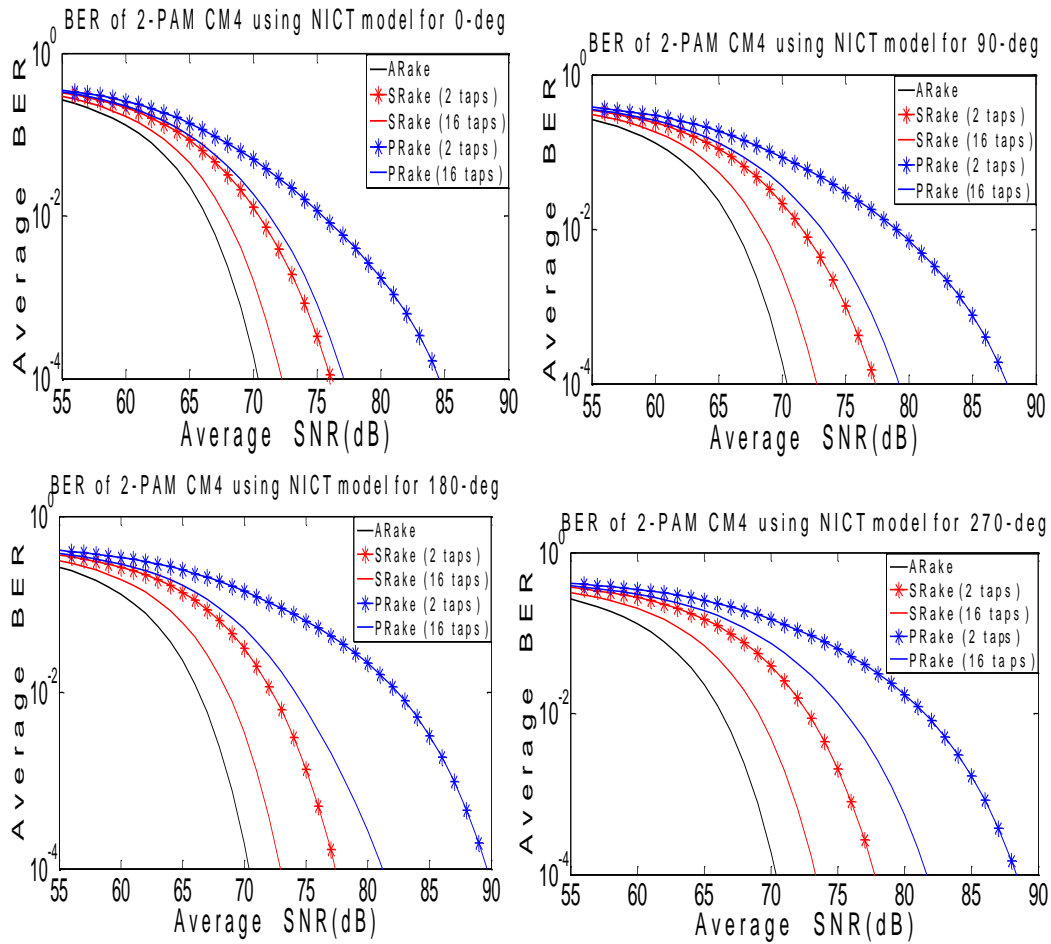 BER of 2-PAM CM4 using NICT model for 0-deg
Average BER
10^0
10^-2
10^-4
ARake
SRake (2 taps)
SRake (16 taps)
PRake (2 taps)
PRake (16 taps)
55 60 65 70 75 80 85 90
Average SNR(dB)
BER of 2-PAM CM4 using NICT model for 90-deg
Average BER
10^0
10^-2
10^-4
ARake
SRake (2 taps)
SRake (16 taps)
PRake (2 taps)
PRake (16 taps)
55 60 65 70 75 80 85 90
Average SNR(dB)
BER of 2-PAM CM4 using NICT model for 180-deg
Average BER
10^0
10^-2
10^-4
ARake
SRake (2 taps)
SRake (16 taps)
PRake (2 taps)
PRake (16 taps)
55 60 65 70 75 80 85 90
Average SNR(dB)
BER of 2-PAM CM4 using NICT model for 270-deg
Average BER
10^0
10^-2
10^-4
ARake
SRake (2 taps)
SRake (16 taps)
PRake (2 taps)
PRake (16 taps)
55 60 65 70 75 80 85 90
Average SNR(dB)